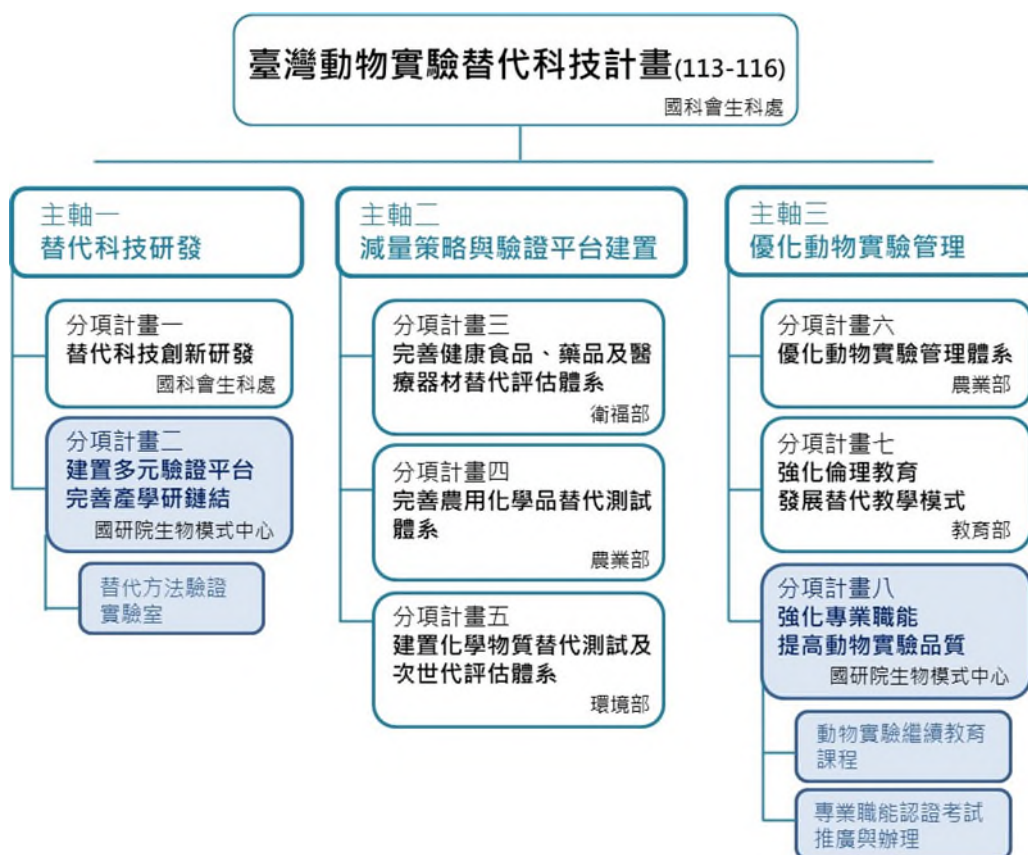 臺灣動物實驗替代科技計畫(113-116)
國科會生科處
主軸一
替代科技研發
分項計畫一
替代科技創新研發
國科會生科處
分項計畫二
建置多元驗證平台
完善產學研鏈結
國研院生物模式中心
替代方法驗證
實驗室
主軸二
減量策略與驗證平台建置
分項計畫三
完善健康食品、藥品及醫
療器材替代評估體系
衛福部
分項計畫四
完善農用化學品替代測試
體系
農業部
分項計畫五
建置化學物質替代測試及
次世代評估體系
環境部
主軸三
優化動物實驗管理
分項計畫六
優化動物實驗管理體系
農業部
分項計畫七
強化倫理教育
發展替代教學模式
教育部
分項計畫八
強化專業職能
提高動物實驗品質
國研院生物模式中心
動物實驗繼續教育
課程
專業職能認證考試
推廣與辦理